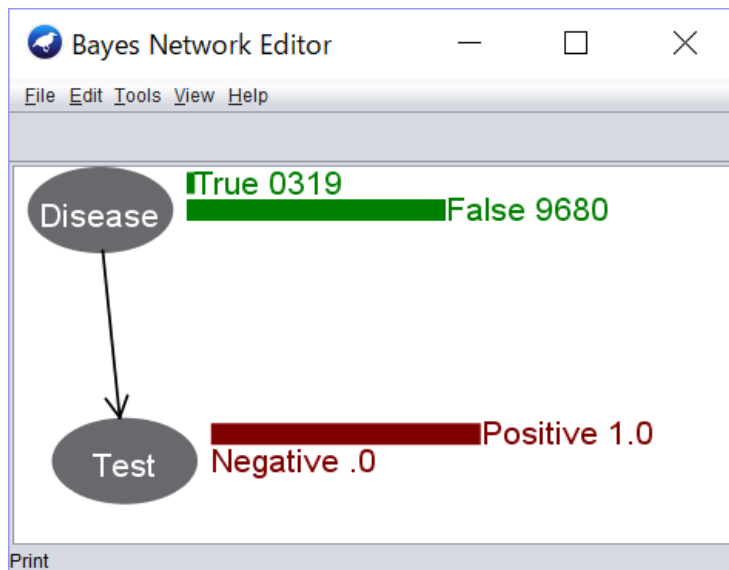 Bayes Network Editor
File Edit Tools View Help
Disease
True 0319
False 9680
Test
Positive 1.0
Negative .0
Print